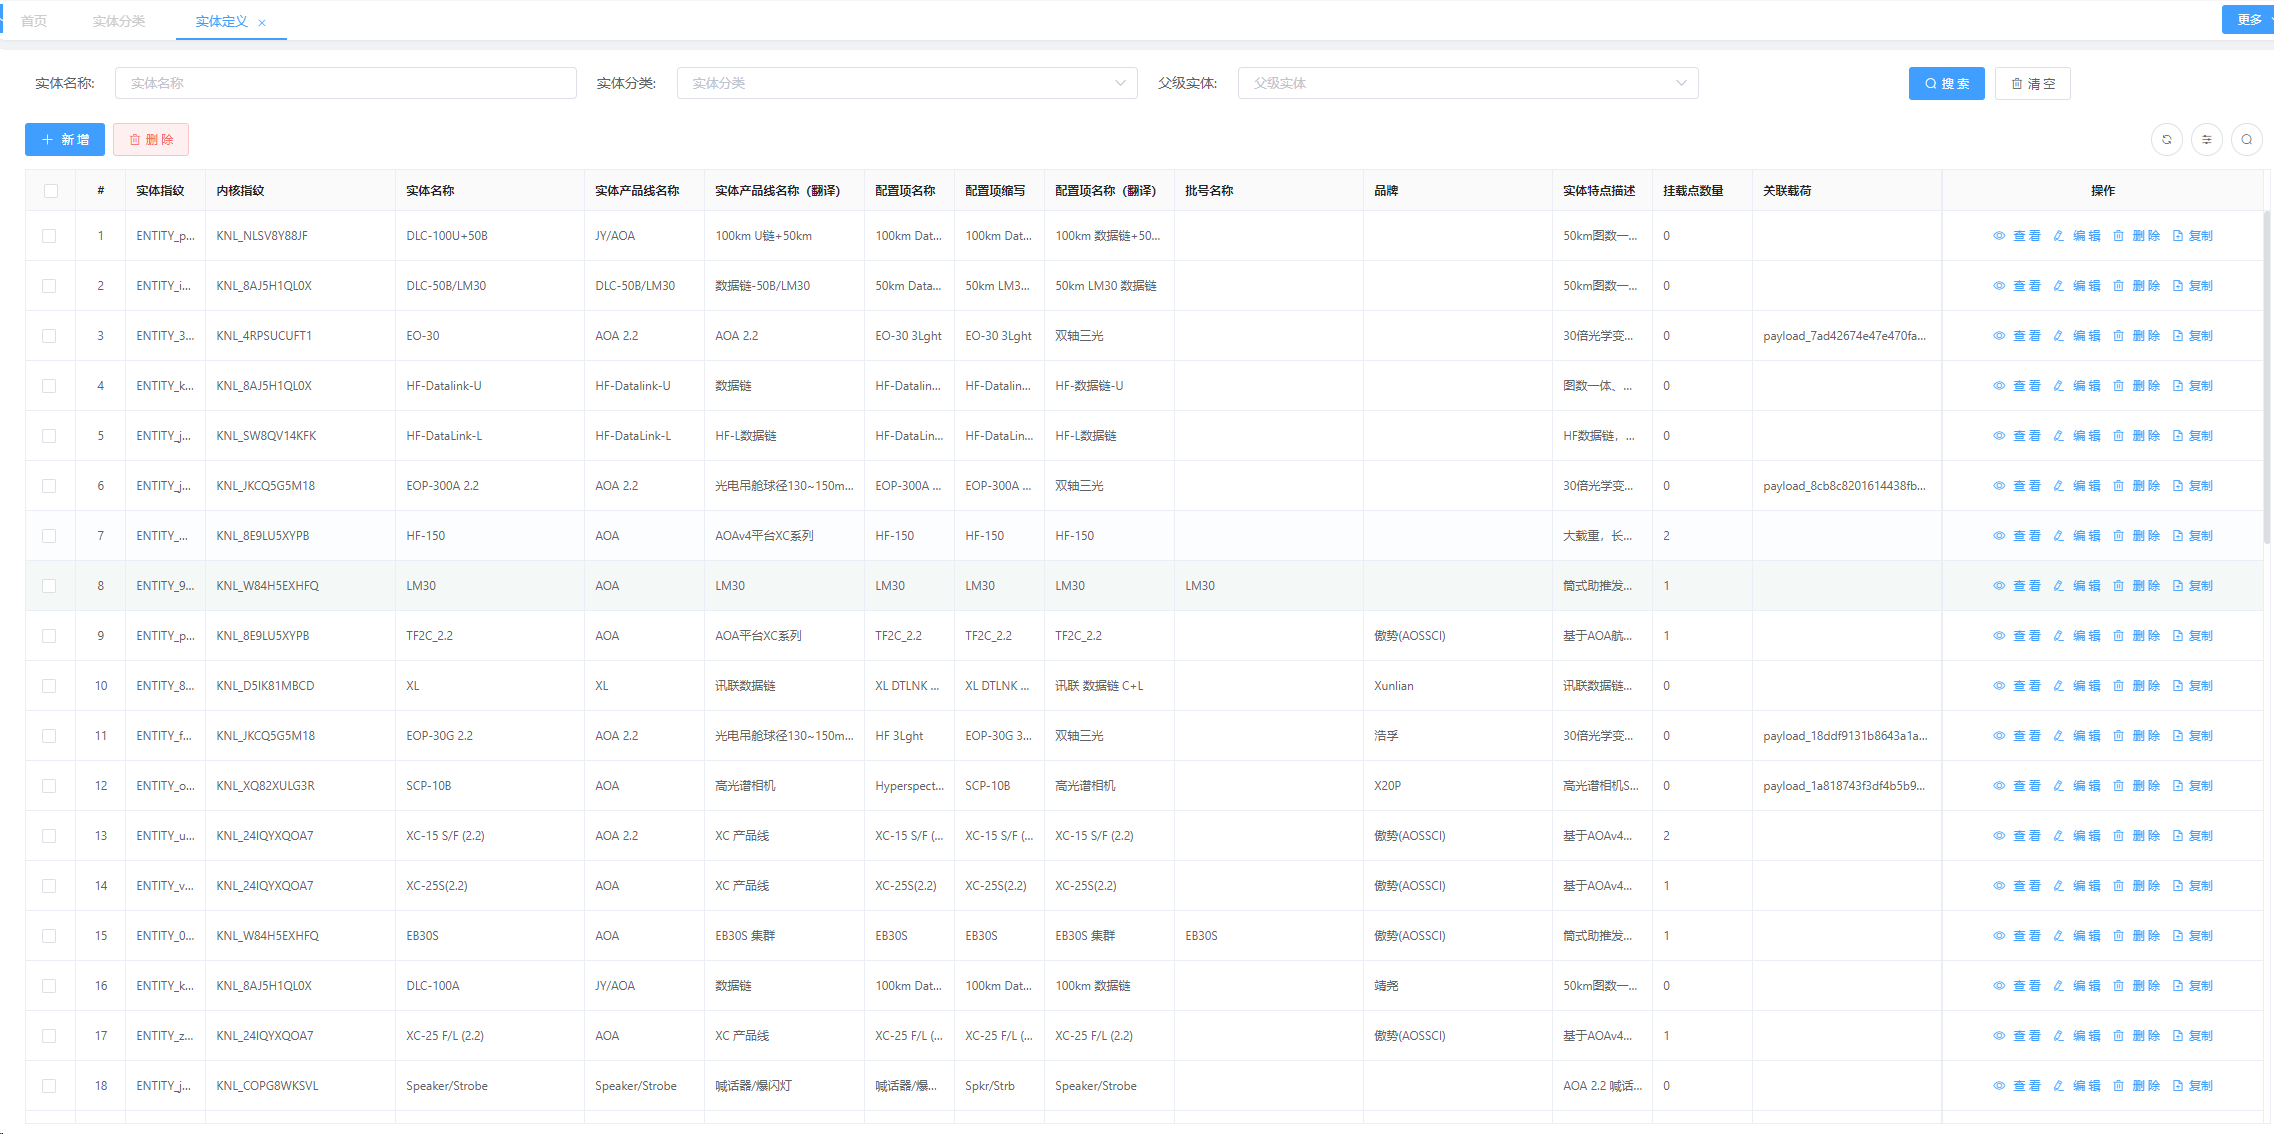 首页 实体分类 实体定义 × 更多
实体名称: 实体名称 实体分类: 实体分类 父级实体: 父级实体 搜 索 清 空
新 增 删 除
# 实体指纹 内核指纹 实体名称 实体产品线名称 实体产品线名称（翻译） 配置项名称 配置项缩写 配置项名称（翻译） 批号名称 品牌 实体特点描述 挂载点数量 关联载荷 操作
1 ENTITY_p... KNL_NLSV8Y88JF DLC-100U+50B JY/AOA 100km U链+50km 100km Dat... 100km Dat... 100km 数据链+50... 50km图数一... 0 查 看 编 辑 删 除 复制
2 ENTITY_i... KNL_8AJ5H1QL0X DLC-50B/LM30 DLC-50B/LM30 数据链-50B/LM30 50km Data... 50km LM3... 50km LM30 数据链 50km图数一... 0 查 看 编 辑 删 除 复制
3 ENTITY_3... KNL_4RPSUCUFT1 EO-30 AOA 2.2 AOA 2.2 EO-30 3Lght EO-30 3Lght 双轴三光 30倍光学变... 0 payload_7ad42674e47e470fa... 查 看 编 辑 删 除 复制
4 ENTITY_k... KNL_8AJ5H1QL0X HF-Datalink-U HF-Datalink-U 数据链 HF-Datalin... HF-Datalin... HF-数据链-U 图数一体、... 0 查 看 编 辑 删 除 复制
5 ENTITY_j... KNL_SW8QV14KFK HF-DataLink-L HF-DataLink-L HF-L数据链 HF-DataLin... HF-DataLin... HF-L数据链 HF数据链，... 0 查 看 编 辑 删 除 复制
6 ENTITY_j... KNL_JKCQ5G5M18 EOP-300A 2.2 AOA 2.2 光电吊舱球径130~150m... EOP-300A ... EOP-300A ... 双轴三光 30倍光学变... 0 payload_8cb8c8201614438fb... 查 看 编 辑 删 除 复制
7 ENTITY_... KNL_8E9LU5XYPB HF-150 AOA AOAv4平台XC系列 HF-150 HF-150 HF-150 大载重，长... 2 查 看 编 辑 删 除 复制
8 ENTITY_9... KNL_W84H5EXHFQ LM30 AOA LM30 LM30 LM30 LM30 LM30 筒式助推发... 1 查 看 编 辑 删 除 复制
9 ENTITY_p... KNL_8E9LU5XYPB TF2C_2.2 AOA AOA平台XC系列 TF2C_2.2 TF2C_2.2 TF2C_2.2 傲势(AOSSCI) 基于AOA航... 1 查 看 编 辑 删 除 复制
10 ENTITY_8... KNL_D5IK81MBCD XL XL 讯联数据链 XL DTLNK ... XL DTLNK ... 讯联 数据链 C+L Xunlian 讯联数据链... 0 查 看 编 辑 删 除 复制
11 ENTITY_f... KNL_JKCQ5G5M18 EOP-30G 2.2 AOA 2.2 光电吊舱球径130~150m... HF 3Lght EOP-30G 3... 双轴三光 浩孚 30倍光学变... 0 payload_18ddf9131b8643a1a... 查 看 编 辑 删 除 复制
12 ENTITY_o... KNL_XQ82XULG3R SCP-10B AOA 高光谱相机 Hyperspect... SCP-10B 高光谱相机 X20P 高光谱相机S... 0 payload_1a818743f3df4b5b9... 查 看 编 辑 删 除 复制
13 ENTITY_u... KNL_24IQYXQOA7 XC-15 S/F (2.2) AOA 2.2 XC 产品线 XC-15 S/F (... XC-15 S/F (... XC-15 S/F (2.2) 傲势(AOSSCI) 基于AOAv4... 2 查 看 编 辑 删 除 复制
14 ENTITY_v... KNL_24IQYXQOA7 XC-25S(2.2) AOA XC 产品线 XC-25S(2.2) XC-25S(2.2) XC-25S(2.2) 傲势(AOSSCI) 基于AOAv4... 1 查 看 编 辑 删 除 复制
15 ENTITY_0... KNL_W84H5EXHFQ EB30S AOA EB30S 集群 EB30S EB30S EB30S 集群 EB30S 傲势(AOSSCI) 筒式助推发... 1 查 看 编 辑 删 除 复制
16 ENTITY_k... KNL_8AJ5H1QL0X DLC-100A JY/AOA 数据链 100km Dat... 100km Dat... 100km 数据链 靖尧 50km图数一... 0 查 看 编 辑 删 除 复制
17 ENTITY_z... KNL_24IQYXQOA7 XC-25 F/L (2.2) AOA XC 产品线 XC-25 F/L (... XC-25 F/L (... XC-25 F/L (2.2) 傲势(AOSSCI) 基于AOAv4... 1 查 看 编 辑 删 除 复制
18 ENTITY_j... KNL_COPG8WKSVL Speaker/Strobe Speaker/Strobe 喊话器/爆闪灯 喊话器/爆... Spkr/Strb Speaker/Strobe AOA 2.2 喊话... 0 查 看 编 辑 删 除 复制